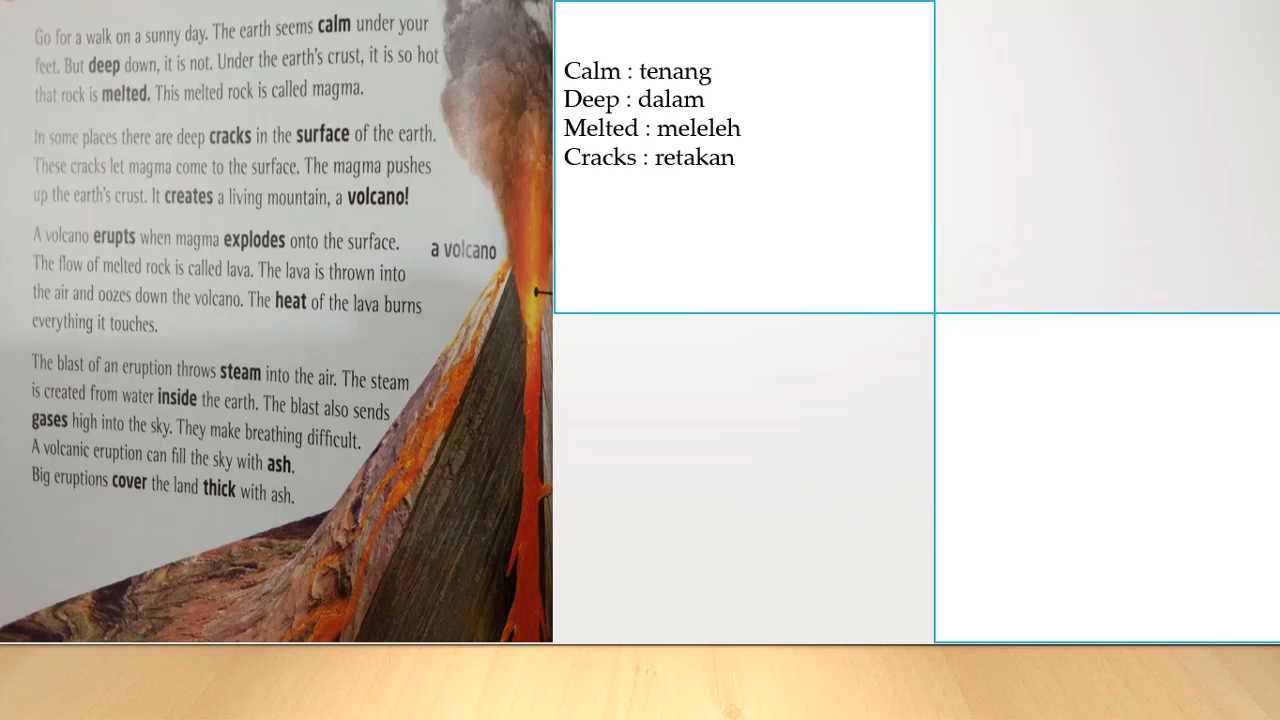 Go for a walk on a sunny day. The earth seems calm under your
feet. But deep down, it is not. Under the earth's crust, it is so hot
that rock is melted. This melted rock is called magma.
In some places there are deep cracks in the surface of the earth.
These cracks let magma come to the surface. The magma pushes
up the earth's crust. It creates a living mountain, a volcano!
A volcano erupts when magma explodes onto the surface.
The flow of melted rock is called lava. The lava is thrown into
the air and oozes down the volcano. The heat of the lava burns
everything it touches.
The blast of an eruption throws steam into the air. The steam
is created from water inside the earth. The blast also sends
gases high into the sky. They make breathing difficult.
A volcanic eruption can fill the sky with ash.
Big eruptions cover the land thick with ash.
a volcano
Calm : tenang
Deep : dalam
Melted : meleleh
Cracks : retakan